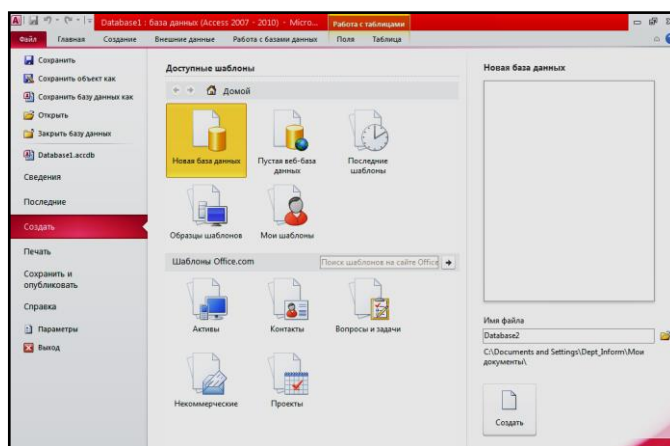 Database1 : база данных (Access 2007 - 2010) - Micro...
Работа с таблицами
Файл
Главная
Создание
Внешние данные
Работа с базами данных
Поля
Таблица
Сохранить
Сохранить объект как
Сохранить базу данных как
Открыть
Закрыть базу данных
Database1.accdb
Сведения
Последние
Создать
Печать
Сохранить и
опубликовать
Справка
Параметры
Выход
Доступные шаблоны
Домой
Новая база данных
Пустая веб-база
данных
Последние
шаблоны
Образцы шаблонов
Мои шаблоны
Шаблоны Office.com
Поиск шаблонов на сайте Office
Активы
Контакты
Вопросы и задачи
Некоммерческие
Проекты
Новая база данных
Имя файла
Database2
C:\Documents and Settings\Dept_Inform\Мои
документы\
Создать